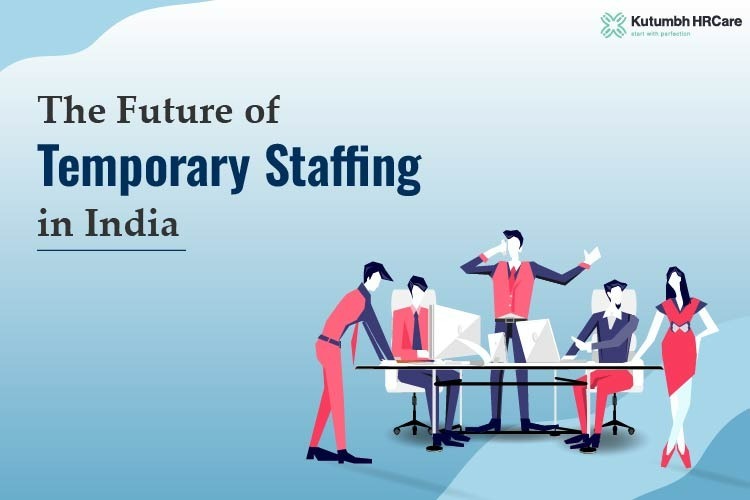 Kutumbh HRCare
start with perfection
The Future of
Temporary Staffing
in India